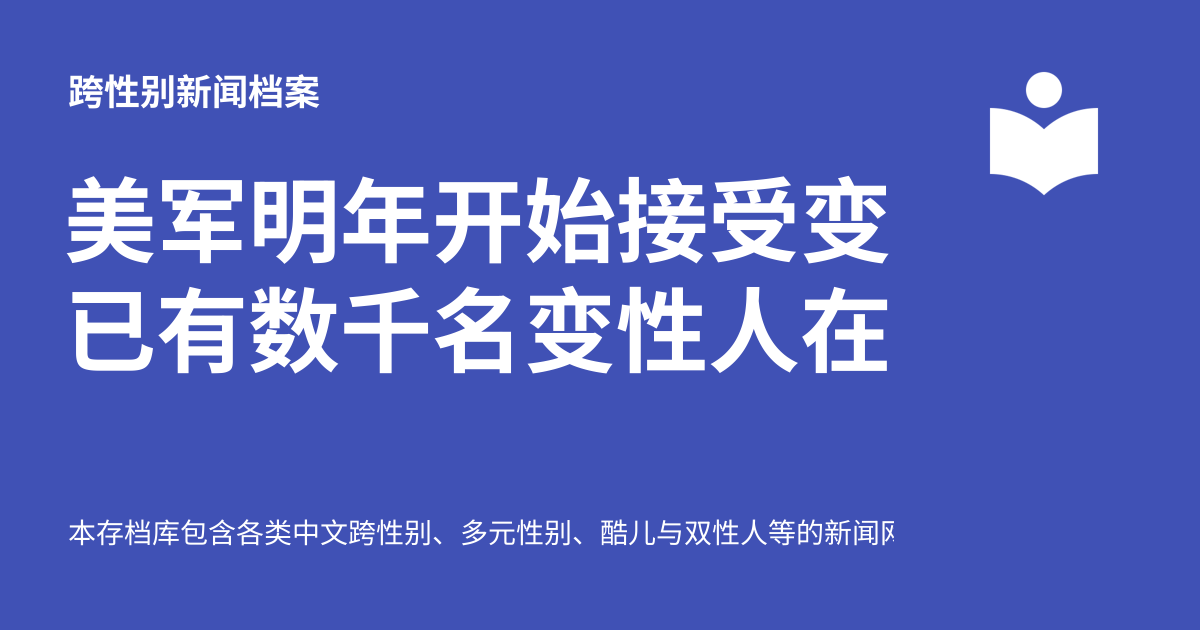 跨性别新闻档案
美军明年开始接受变
已有数千名变性人在
本存档库包含各类中文跨性别、多元性别、酷儿与双性人等的新闻网